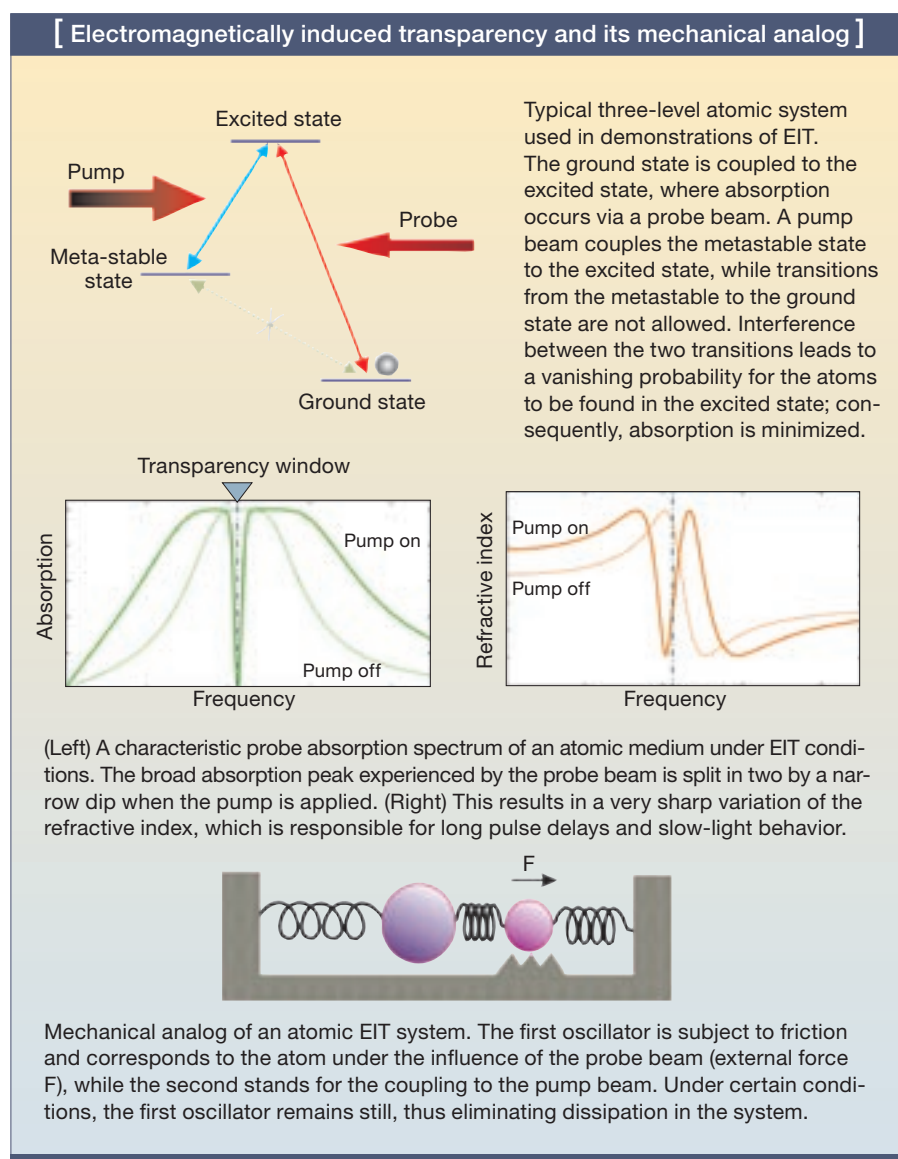 [ Electromagnetically induced transparency and its mechanical analog ]
Excited state
Pump
Probe
Meta-stable
state
Ground state
Typical three-level atomic system
used in demonstrations of EIT.
The ground state is coupled to the
excited state, where absorption
occurs via a probe beam. A pump
beam couples the metastable state
to the excited state, while transitions
from the metastable to the ground
state are not allowed. Interference
between the two transitions leads to
a vanishing probability for the atoms
to be found in the excited state; con-
sequently, absorption is minimized.
Transparency window
Absorption
Pump on
Pump off
Frequency
Refractive index
Pump on
Pump off
Frequency
(Left) A characteristic probe absorption spectrum of an atomic medium under EIT condi-
tions. The broad absorption peak experienced by the probe beam is split in two by a nar-
row dip when the pump is applied. (Right) This results in a very sharp variation of the
refractive index, which is responsible for long pulse delays and slow-light behavior.
F
Mechanical analog of an atomic EIT system. The first oscillator is subject to friction
and corresponds to the atom under the influence of the probe beam (external force
F), while the second stands for the coupling to the pump beam. Under certain condi-
tions, the first oscillator remains still, thus eliminating dissipation in the system.